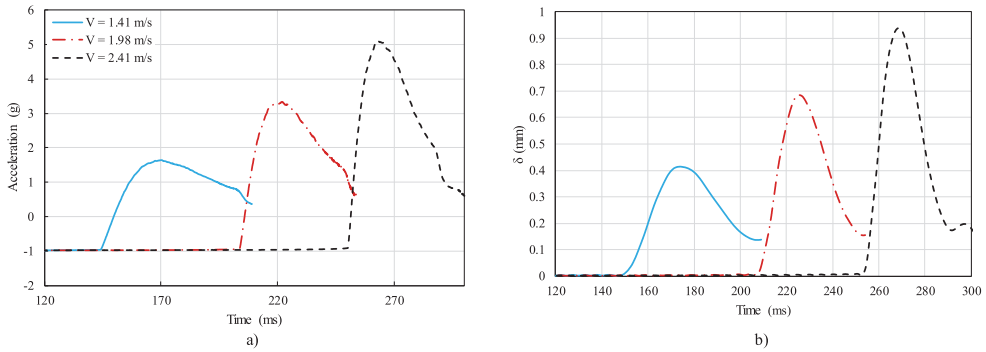 6
5
4
3
2
1
0
-1
-2
Acceleration (g)
V = 1.41 m/s
V = 1.98 m/s
V = 2.41 m/s
120 170 220 270
Time (ms)
a)
1
0.9
0.8
0.7
0.6
0.5
0.4
0.3
0.2
0.1
0
δ (mm)
120 140 160 180 200 220 240 260 280 300
Time (ms)
b)